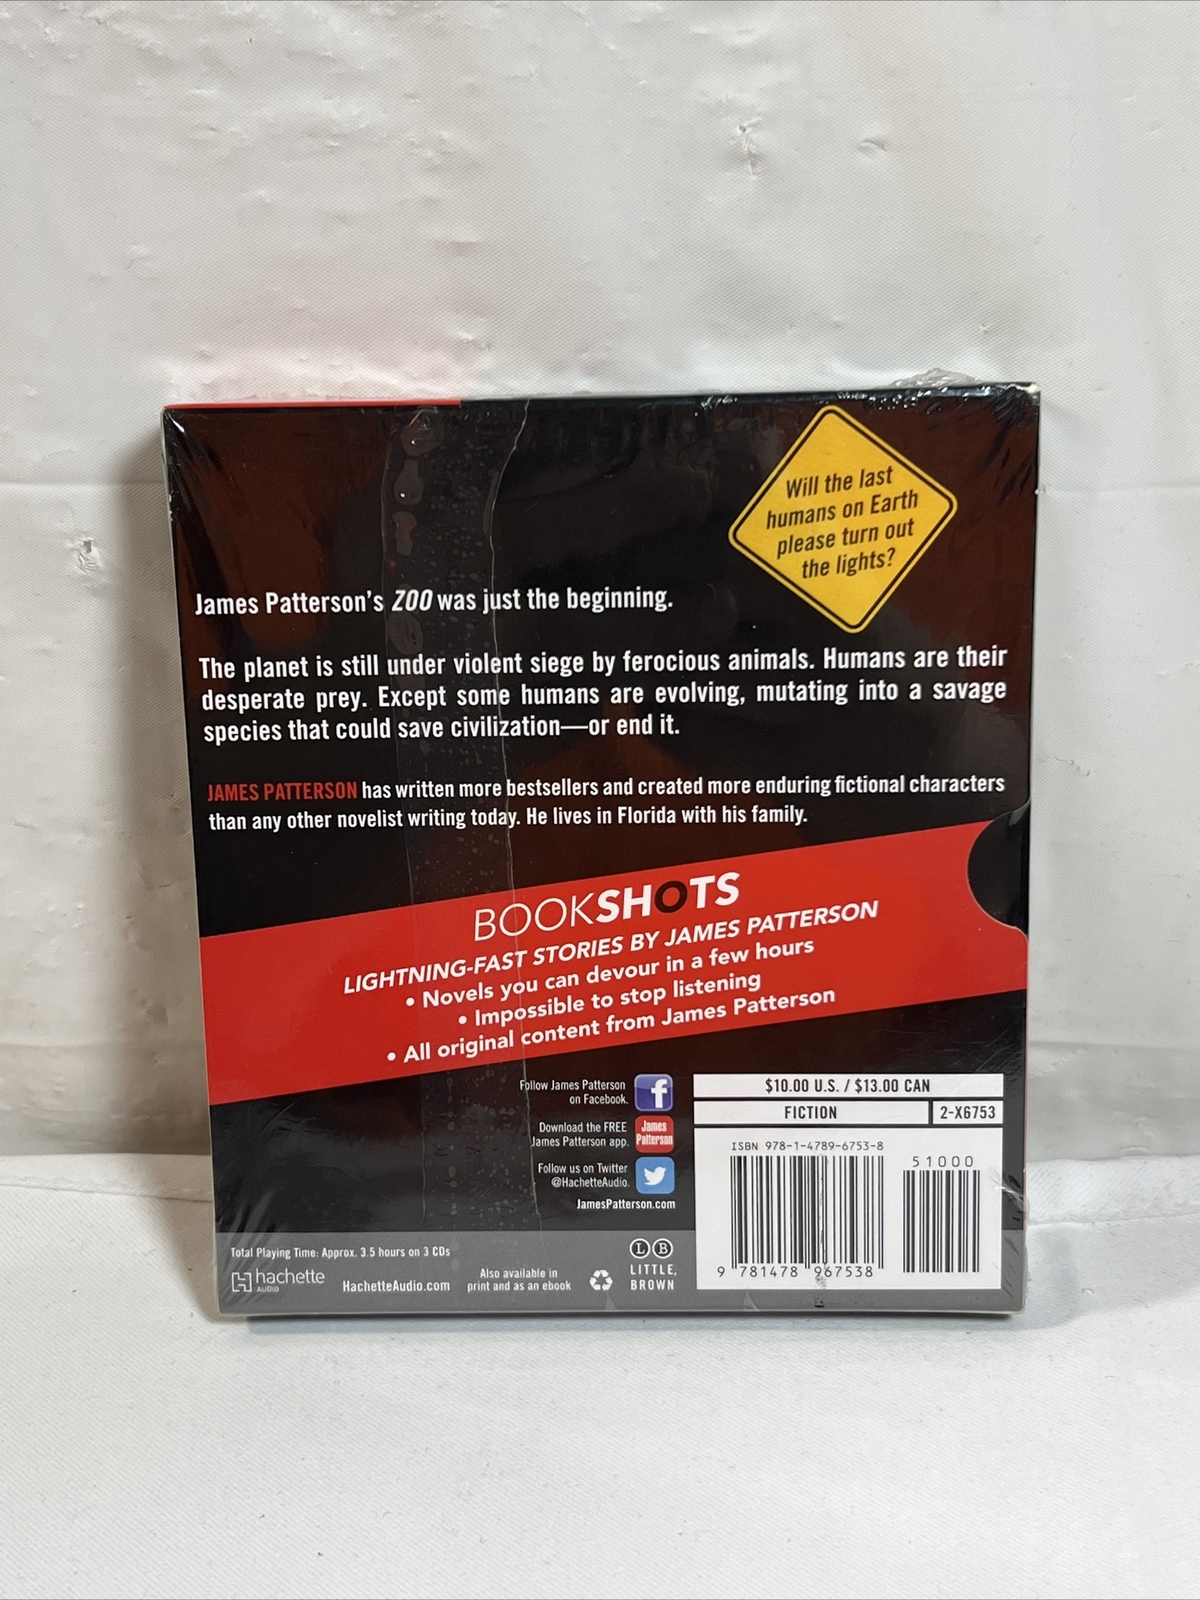 Will the last
humans on Earth
please turn out
the lights?
James Patterson's ZOO was just the beginning.
The planet is still under violent siege by ferocious animals. Humans are their
desperate prey. Except some humans are evolving, mutating into a savage
species that could save civilization—or end it.
JAMES PATTERSON has written more bestsellers and created more enduring fictional characters
than any other novelist writing today. He lives in Florida with his family.
BOOKSHOTS
LIGHTNING-FAST STORIES BY JAMES PATTERSON
• Novels you can devour in a few hours
• Impossible to stop listening
• All original content from James Patterson
Follow James Patterson
on Facebook.
f
Download the FREE
James Patterson app.
James
Patterson
Follow us on Twitter
@HachetteAudio.
JamesPatterson.com
$10.00 U.S. / $13.00 CAN
FICTION
2-X6753
ISBN 978-1-4789-6753-8
51000
9 781478 967538
Total Playing Time: Approx. 3.5 hours on 3 CDs
hachette
AUDIO
HachetteAudio.com
Also available in
print and as an ebook
L B
LITTLE,
BROWN